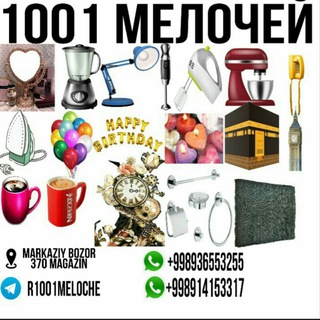 1001 МЕЛОЧЕЙ
HAPPY
BIRTHDAY
MARKAZIY BOZOR
370 MAGAZIN
+998936553255
R1001MELOCHE
+998914153317